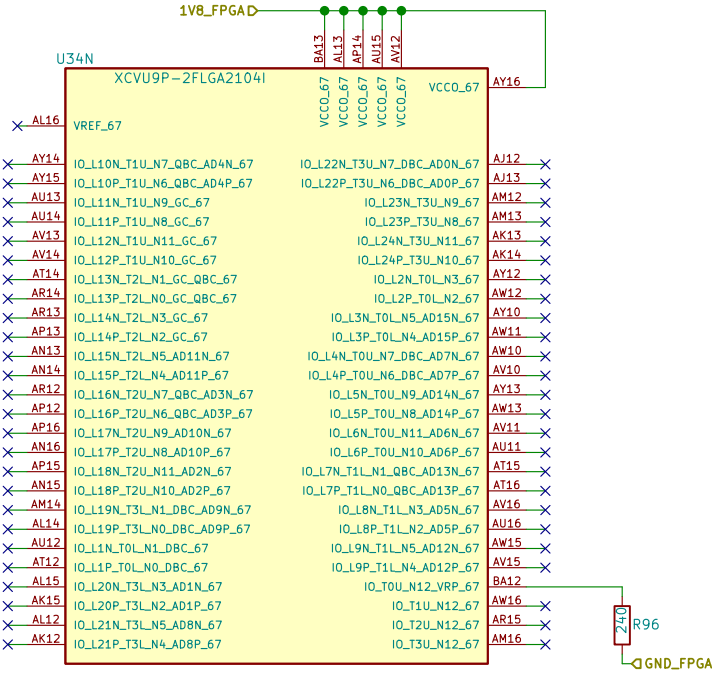 1V8_FPGA
BA13
AL13
AP14
AU15
AV12
U34N
XCVU9P-2FLGA2104I
VCCO_67
VCCO_67
VCCO_67
VCCO_67
VCCO_67
VCCO_67 AY16
AL16 VREF_67
AY14 IO_L10N_T1U_N7_QBC_AD4N_67 IO_L22N_T3U_N7_DBC_AD0N_67 AJ12
AY15 IO_L10P_T1U_N6_QBC_AD4P_67 IO_L22P_T3U_N6_DBC_AD0P_67 AJ13
AU13 IO_L11N_T1U_N9_GC_67 IO_L23N_T3U_N9_67 AM12
AU14 IO_L11P_T1U_N8_GC_67 IO_L23P_T3U_N8_67 AM13
AV13 IO_L12N_T1U_N11_GC_67 IO_L24N_T3U_N11_67 AK13
AV14 IO_L12P_T1U_N10_GC_67 IO_L24P_T3U_N10_67 AK14
AT14 IO_L13N_T2L_N1_GC_QBC_67 IO_L2N_T0L_N3_67 AY12
AR14 IO_L13P_T2L_N0_GC_QBC_67 IO_L2P_T0L_N2_67 AW12
AR13 IO_L14N_T2L_N3_GC_67 IO_L3N_T0L_N5_AD15N_67 AY10
AP13 IO_L14P_T2L_N2_GC_67 IO_L3P_T0L_N4_AD15P_67 AW11
AN13 IO_L15N_T2L_N5_AD11N_67 IO_L4N_T0U_N7_DBC_AD7N_67 AW10
AN14 IO_L15P_T2L_N4_AD11P_67 IO_L4P_T0U_N6_DBC_AD7P_67 AV10
AR12 IO_L16N_T2U_N7_QBC_AD3N_67 IO_L5N_T0U_N9_AD14N_67 AY13
AP12 IO_L16P_T2U_N6_QBC_AD3P_67 IO_L5P_T0U_N8_AD14P_67 AW13
AP16 IO_L17N_T2U_N9_AD10N_67 IO_L6N_T0U_N11_AD6N_67 AV11
AN16 IO_L17P_T2U_N8_AD10P_67 IO_L6P_T0U_N10_AD6P_67 AU11
AP15 IO_L18N_T2U_N11_AD2N_67 IO_L7N_T1L_N1_QBC_AD13N_67 AT15
AN15 IO_L18P_T2U_N10_AD2P_67 IO_L7P_T1L_N0_QBC_AD13P_67 AT16
AM14 IO_L19N_T3L_N1_DBC_AD9N_67 IO_L8N_T1L_N3_AD5N_67 AV16
AL14 IO_L19P_T3L_N0_DBC_AD9P_67 IO_L8P_T1L_N2_AD5P_67 AU16
AU12 IO_L1N_T0L_N1_DBC_67 IO_L9N_T1L_N5_AD12N_67 AW15
AT12 IO_L1P_T0L_N0_DBC_67 IO_L9P_T1L_N4_AD12P_67 AV15
AL15 IO_L20N_T3L_N3_AD1N_67 IO_T0U_N12_VRP_67 BA12
AK15 IO_L20P_T3L_N2_AD1P_67 IO_T1U_N12_67 AW16
AL12 IO_L21N_T3L_N5_AD8N_67 IO_T2U_N12_67 AR15
AK12 IO_L21P_T3L_N4_AD8P_67 IO_T3U_N12_67 AM16
240 R96
GND_FPGA